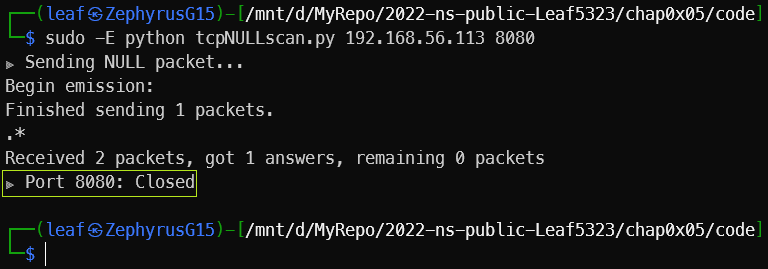 ┌──(leaf㉿ZephyrusG15)-[/mnt/d/MyRepo/2022-ns-public-Leaf5323/chap0x05/code]
└─$ sudo -E python tcpNULLscan.py 192.168.56.113 8080
▶ Sending NULL packet...
Begin emission:
Finished sending 1 packets.
.*
Received 2 packets, got 1 answers, remaining 0 packets
▶ Port 8080: Closed
┌──(leaf㉿ZephyrusG15)-[/mnt/d/MyRepo/2022-ns-public-Leaf5323/chap0x05/code]
└─$